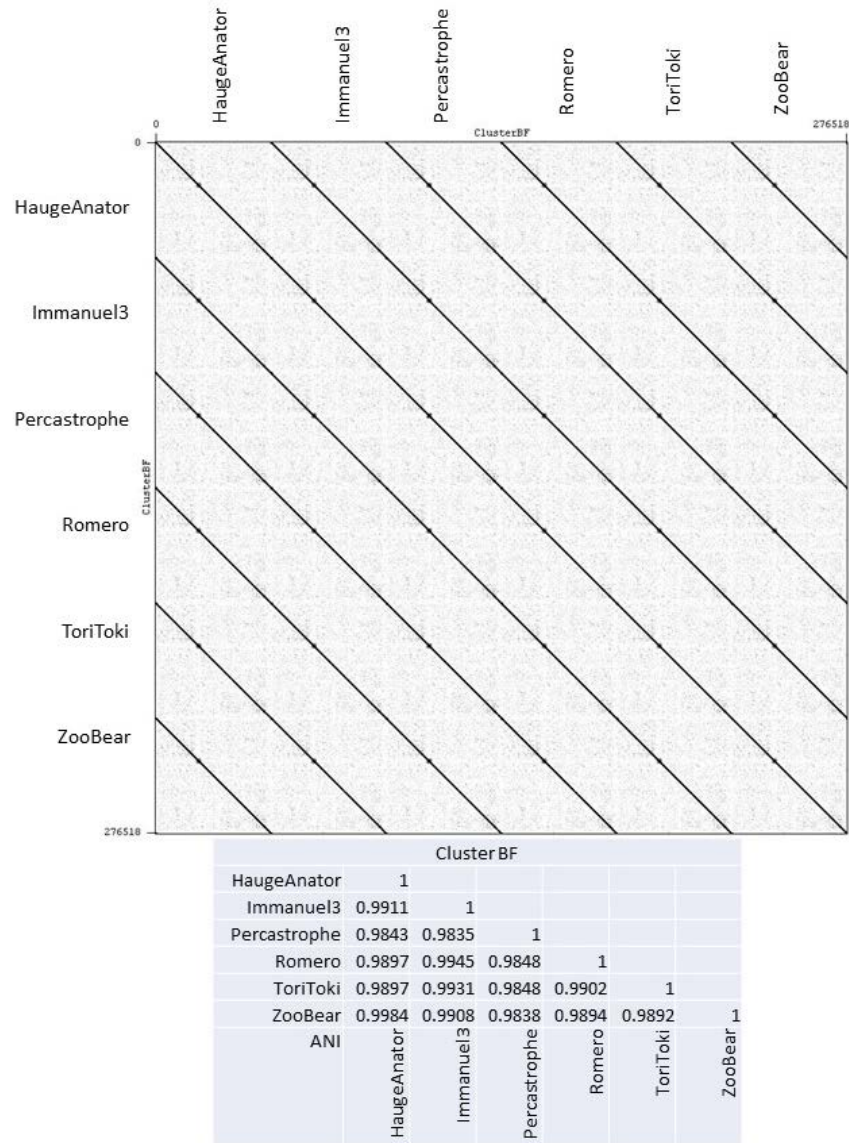 HaugeAnator Immanuel3 Percastrophe Romero ToriToki ZooBear
0 ClusterBF 276518
0
HaugeAnator
Immanuel3
Percastrophe
ClusterBF
Romero
ToriToki
ZooBear
276518
Cluster BF
HaugeAnator 1
Immanuel3 0.9911 1
Percastrophe 0.9843 0.9835 1
Romero 0.9897 0.9945 0.9848 1
ToriToki 0.9897 0.9931 0.9848 0.9902 1
ZooBear 0.9984 0.9908 0.9838 0.9894 0.9892 1
ANI HaugeAnator Immanuel3 Percastrophe Romero ToriToki ZooBear